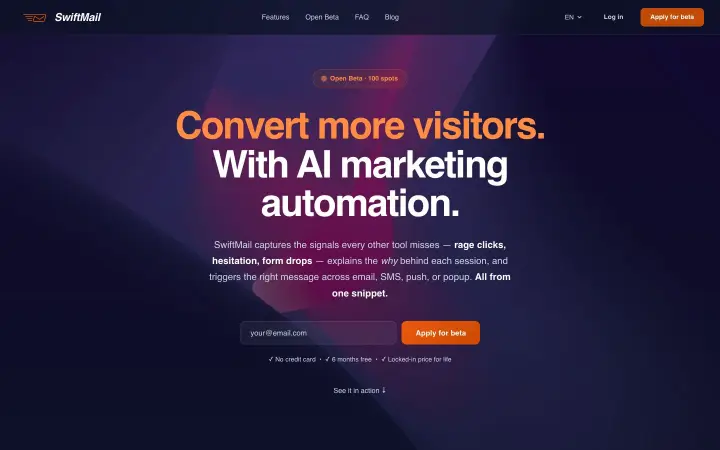 SwiftMail
Features
Open Beta
FAQ
Blog
EN
Log in
Apply for beta
Open Beta · 100 spots
Convert more visitors.
With AI marketing
automation.
SwiftMail captures the signals every other tool misses — rage clicks,
hesitation, form drops — explains the why behind each session, and
triggers the right message across email, SMS, push, or popup. All from
one snippet.
your@email.com
Apply for beta
✓ No credit card • ✓ 6 months free • ✓ Locked-in price for life
See it in action ↓